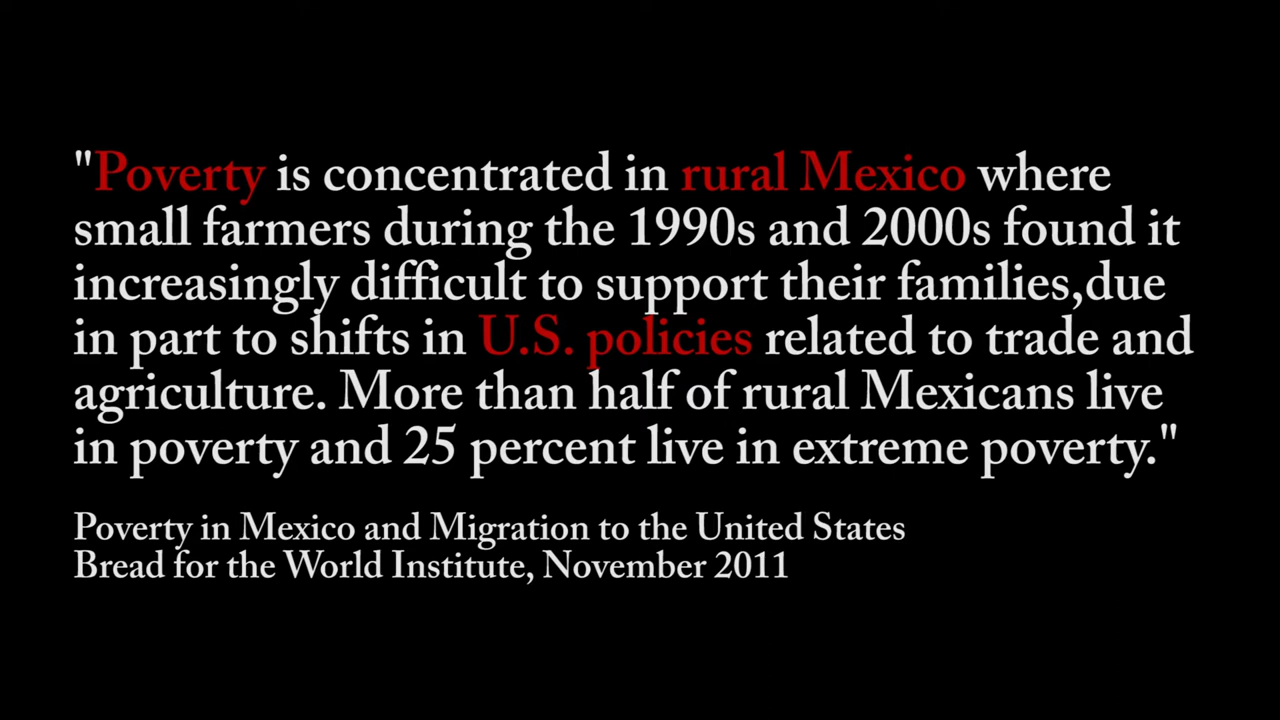 "Poverty is concentrated in rural Mexico where
small farmers during the 1990s and 2000s found it
increasingly difficult to support their families,due
in part to shifts in U.S. policies related to trade and
agriculture. More than half of rural Mexicans live
in poverty and 25 percent live in extreme poverty."
Poverty in Mexico and Migration to the United States
Bread for the World Institute, November 2011